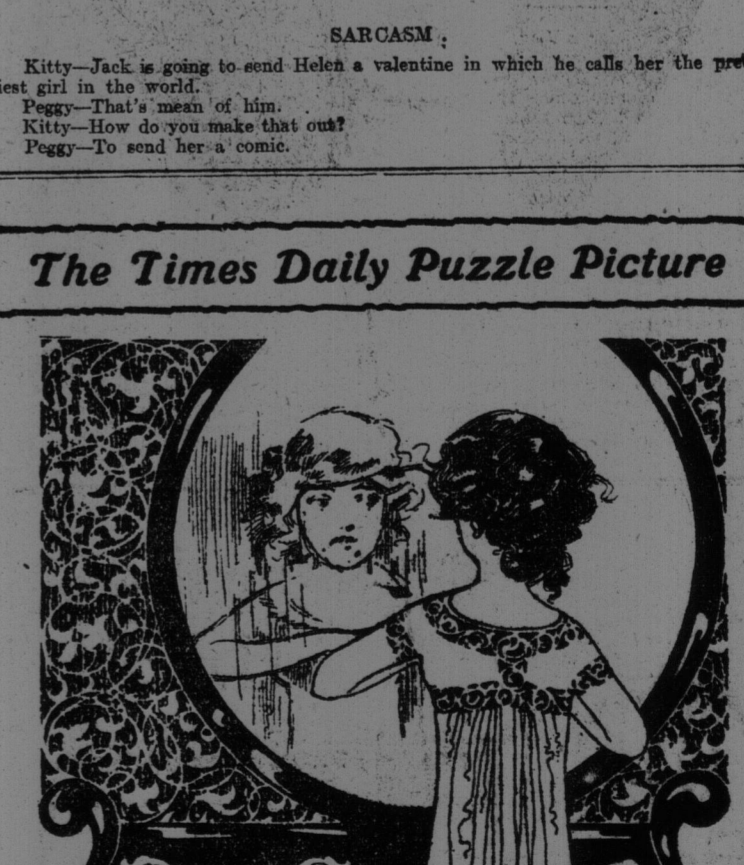 SARCASM.
Kitty—Jack is going to send Helen a valentine in which he calls her the pret
iest girl in the world.
Peggy—That's mean of him.
Kitty—How do you make that out?
Peggy—To send her a comic.
The Times Daily Puzzle Picture